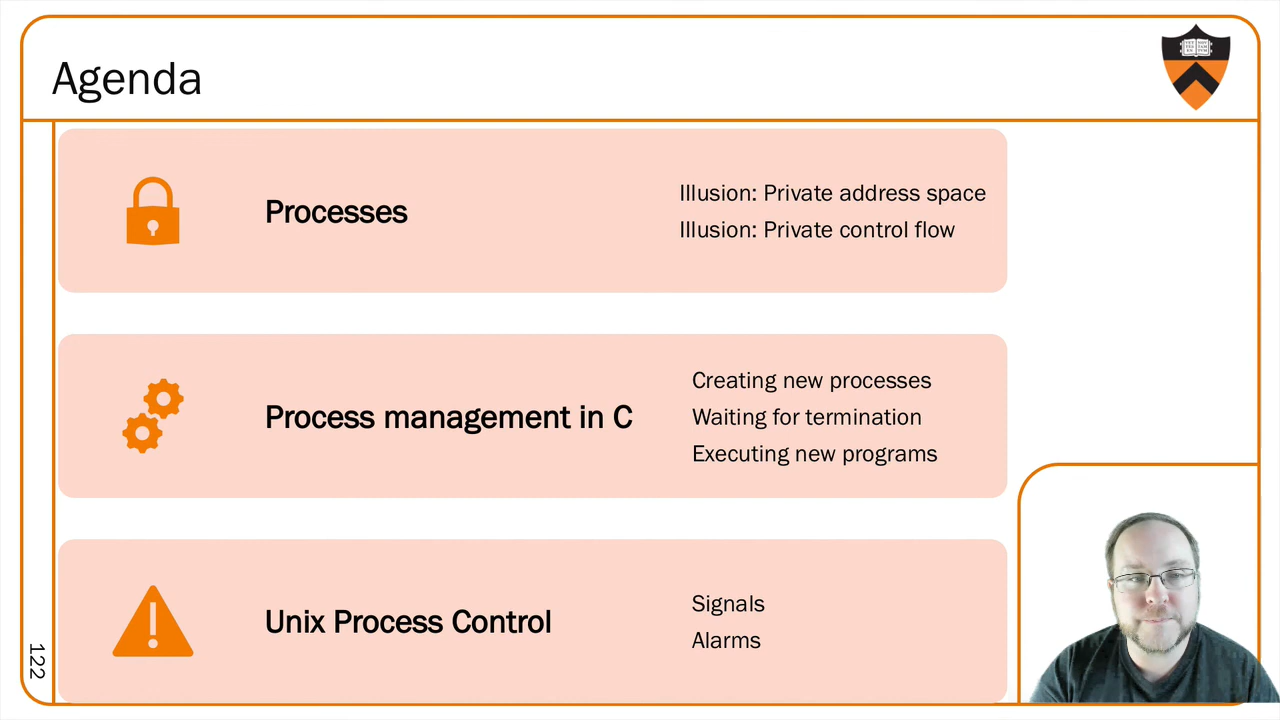 Agenda
Processes
Illusion: Private address space
Illusion: Private control flow
Process management in C
Creating new processes
Waiting for termination
Executing new programs
Unix Process Control
Signals
Alarms
122